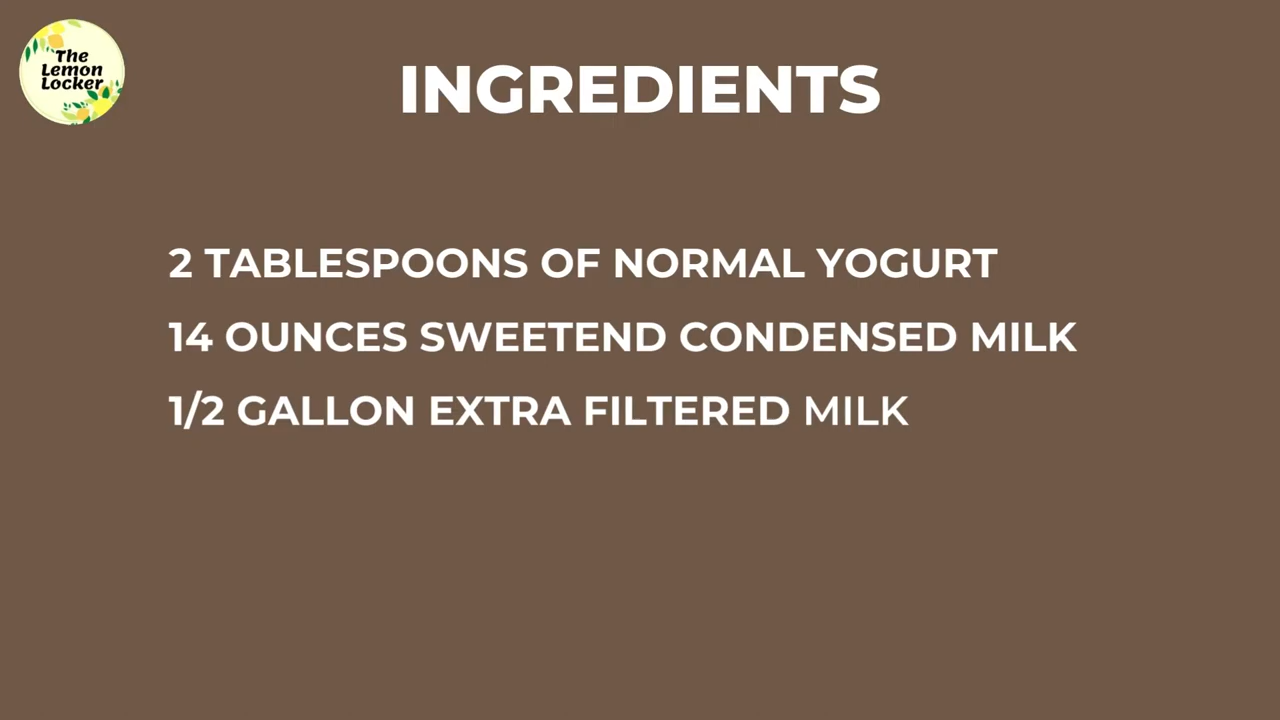 The
Lemon
Locker
INGREDIENTS
2 TABLESPOONS OF NORMAL YOGURT
14 OUNCES SWEETEND CONDENSED MILK
1/2 GALLON EXTRA FILTERED MILK